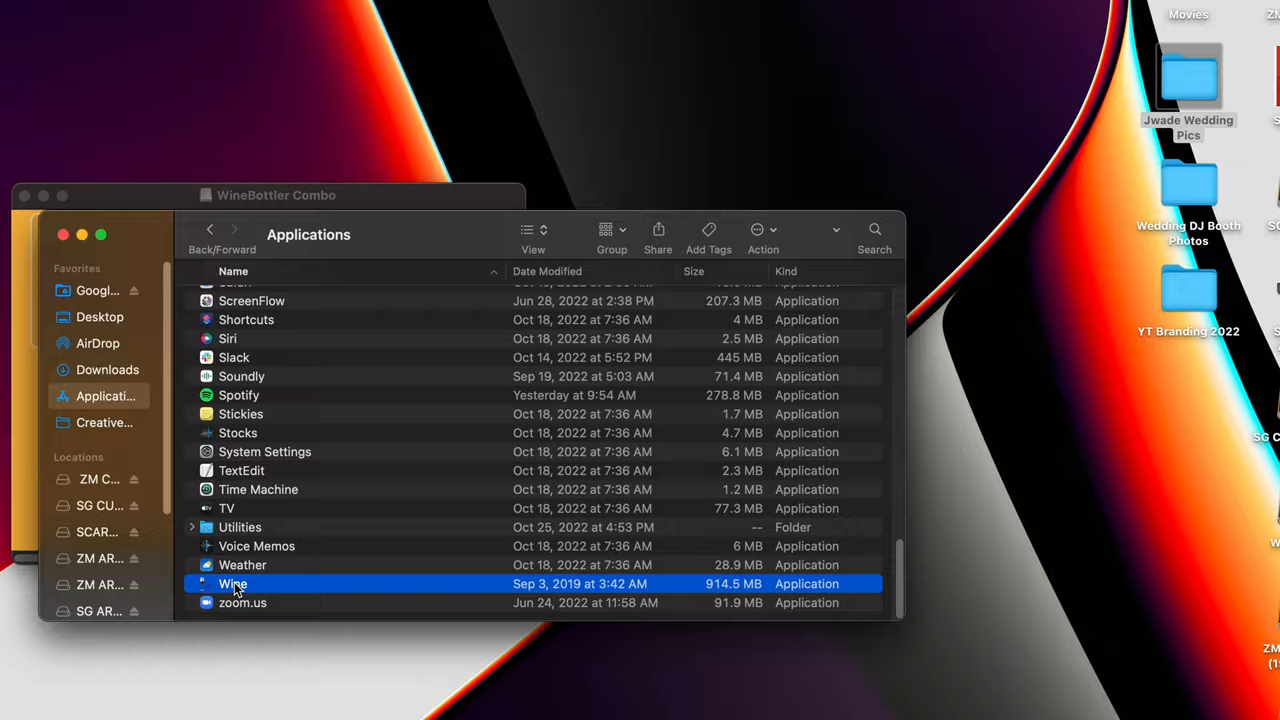 Movies
Jwade Wedding
Pics
Wedding DJ Booth
Photos
YT Branding 2022
WineBottler Combo
Back/Forward
Applications
View
Group
Share
Add Tags
Action
Search
Favorites
Googl...
Desktop
AirDrop
Downloads
Applicati...
Creative...
Locations
ZM C...
SG CU...
SCAR...
ZM AR...
ZM AR...
SG AR...
Name Date Modified Size Kind
ScreenFlow Jun 28, 2022 at 2:38 PM 207.3 MB Application
Shortcuts Oct 18, 2022 at 7:36 AM 4 MB Application
Siri Oct 18, 2022 at 7:36 AM 2.5 MB Application
Slack Oct 14, 2022 at 5:52 PM 445 MB Application
Soundly Sep 19, 2022 at 5:03 AM 71.4 MB Application
Spotify Yesterday at 9:54 AM 278.8 MB Application
Stickies Oct 18, 2022 at 7:36 AM 1.7 MB Application
Stocks Oct 18, 2022 at 7:36 AM 4.7 MB Application
System Settings Oct 18, 2022 at 7:36 AM 6.1 MB Application
TextEdit Oct 18, 2022 at 7:36 AM 2.3 MB Application
Time Machine Oct 18, 2022 at 7:36 AM 1.2 MB Application
TV Oct 18, 2022 at 7:36 AM 77.3 MB Application
Utilities Oct 25, 2022 at 4:53 PM -- Folder
Voice Memos Oct 18, 2022 at 7:36 AM 6 MB Application
Weather Oct 18, 2022 at 7:36 AM 28.9 MB Application
Wine Sep 3, 2019 at 3:42 AM 914.5 MB Application
zoom.us Jun 24, 2022 at 11:58 AM 91.9 MB Application